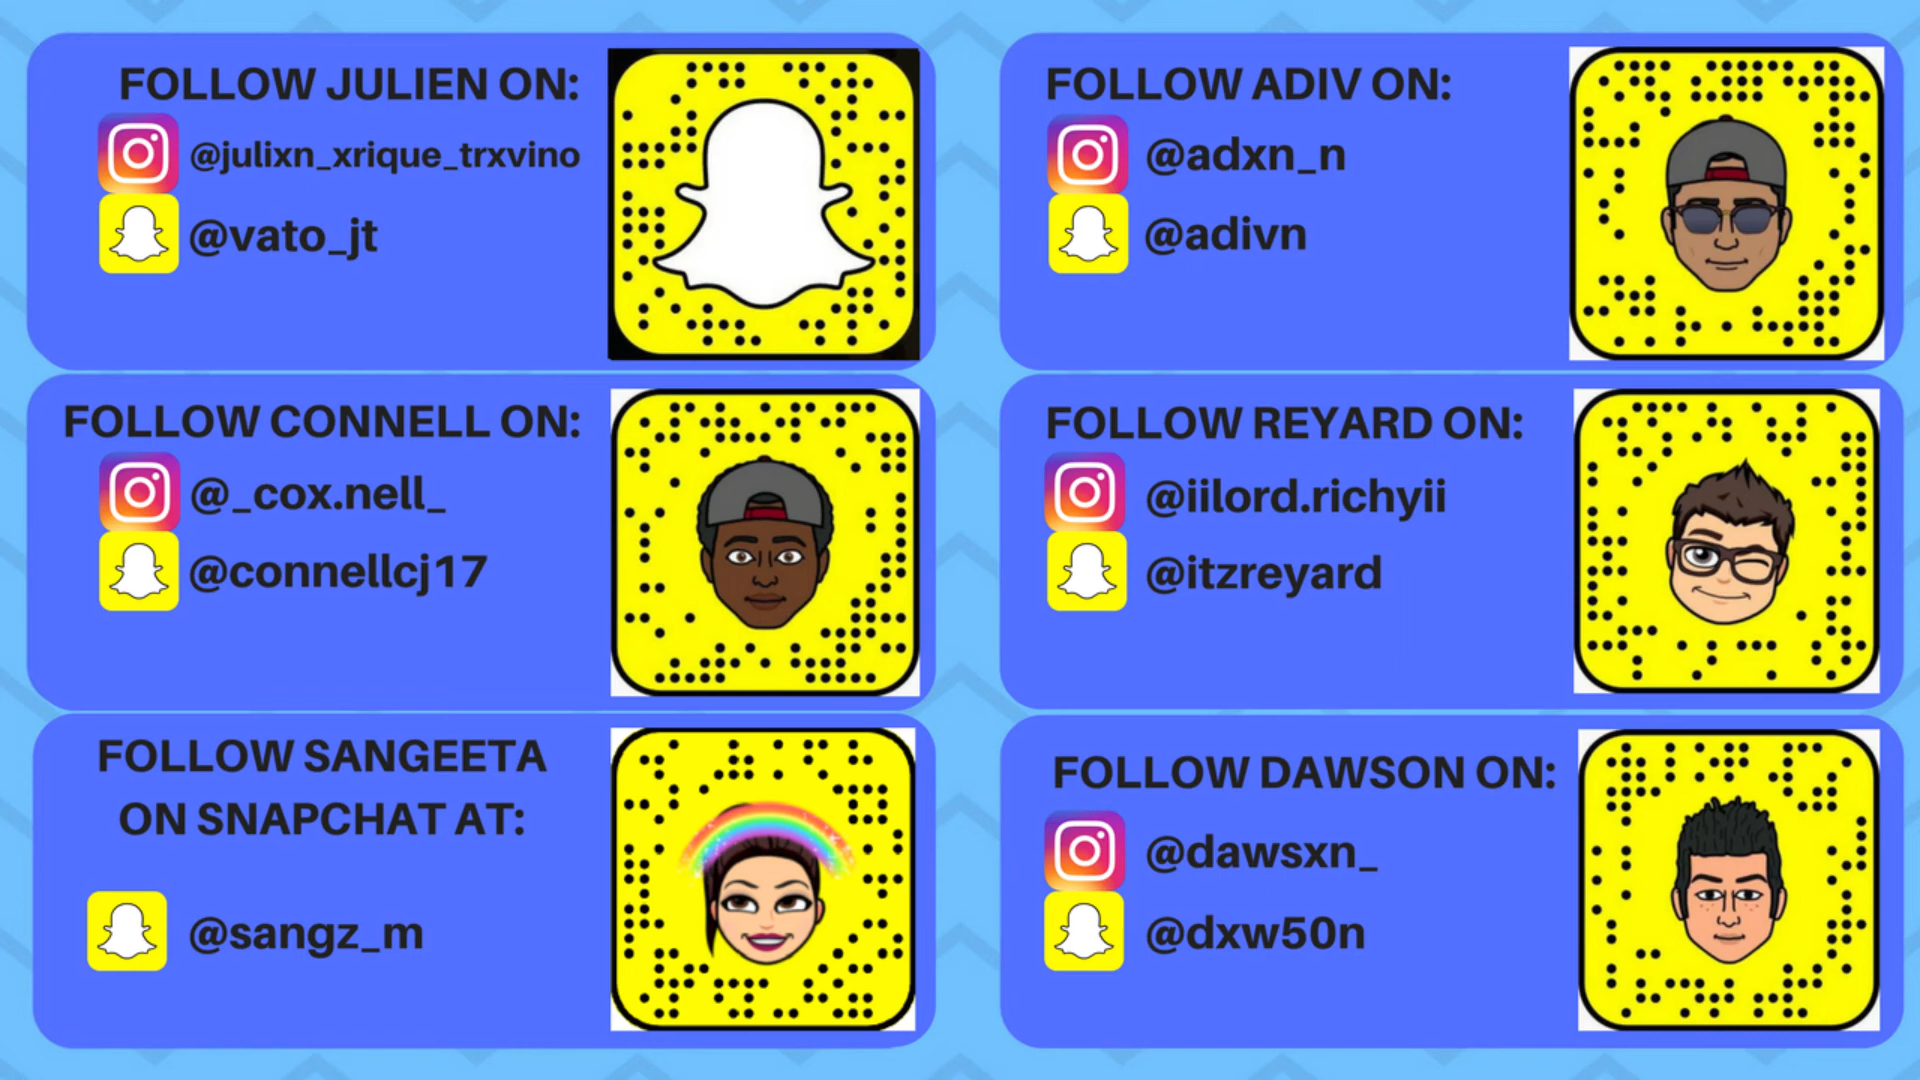 FOLLOW JULIEN ON:
@julixn_xrique_trxvino
@vato_jt
FOLLOW ADIV ON:
@adxn_n
@adivn
FOLLOW CONNELL ON:
@_cox.nell_
@connellcj17
FOLLOW REYARD ON:
@iilord.richyii
@itzreyard
FOLLOW SANGEETA
ON SNAPCHAT AT:
@sangz_m
FOLLOW DAWSON ON:
@dawsxn_
@dxw50n